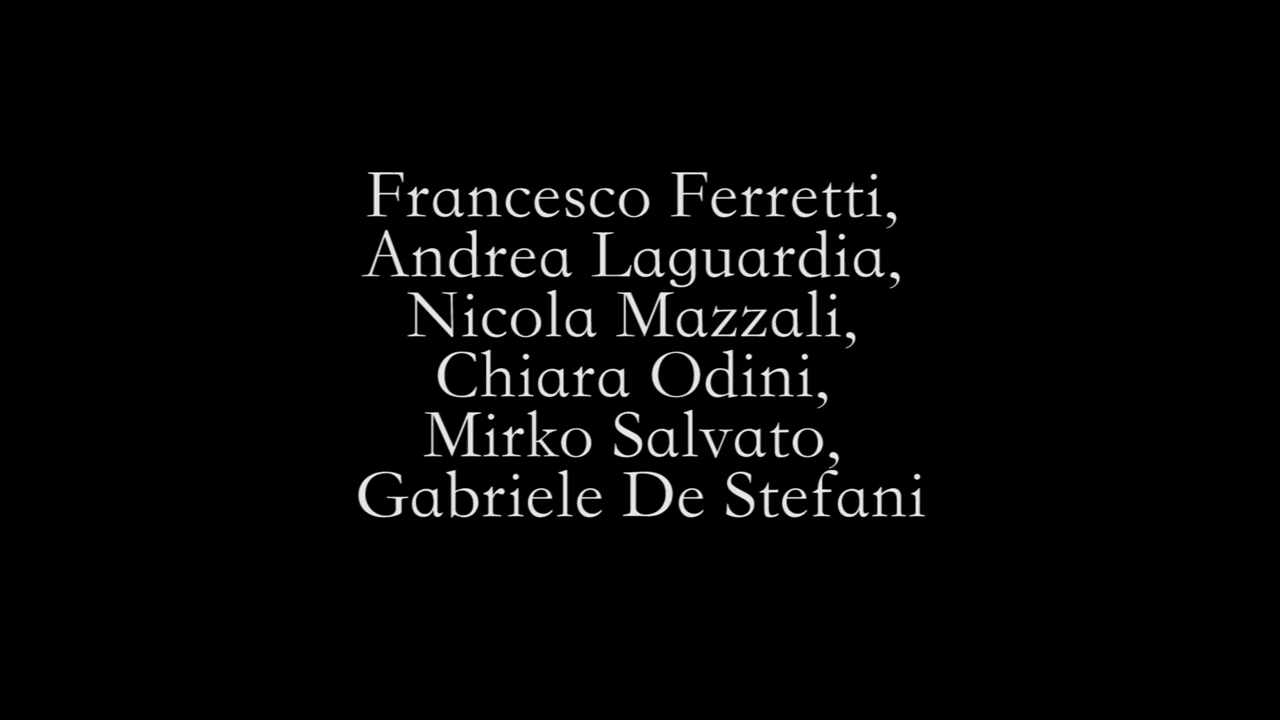 Francesco Ferretti,
Andrea Laguardia,
Nicola Mazzali,
Chiara Odini,
Mirko Salvato,
Gabriele De Stefani